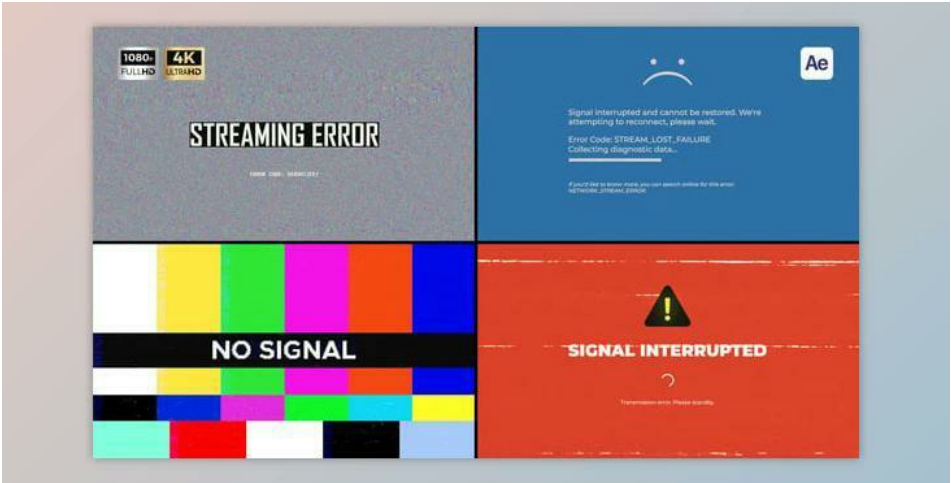 1080P
FULLHD
4K
ULTRAHD
STREAMING ERROR
Ae
Signal interrupted and cannot be restored. We're
attempting to reconnect, please wait.
Error Code: STREAM_LOST_FAILURE
Collecting diagnostic data...
If you'd like to know more, you can search online for this error:
NETWORK_STREAM_ERROR
NO SIGNAL
SIGNAL INTERRUPTED
Transmission error. Please standby.